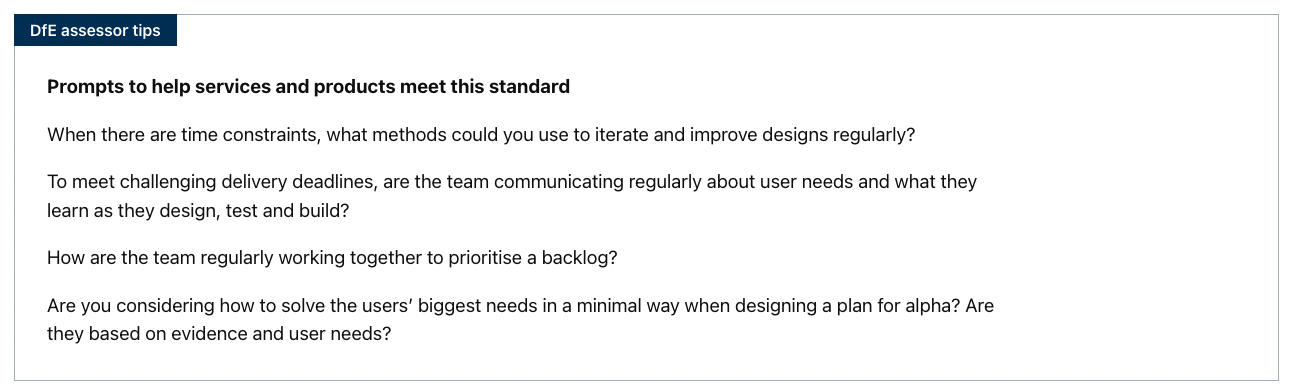 DfE assessor tips
Prompts to help services and products meet this standard
When there are time constraints, what methods could you use to iterate and improve designs regularly?
To meet challenging delivery deadlines, are the team communicating regularly about user needs and what they
learn as they design, test and build?
How are the team regularly working together to prioritise a backlog?
Are you considering how to solve the users’ biggest needs in a minimal way when designing a plan for alpha? Are
they based on evidence and user needs?